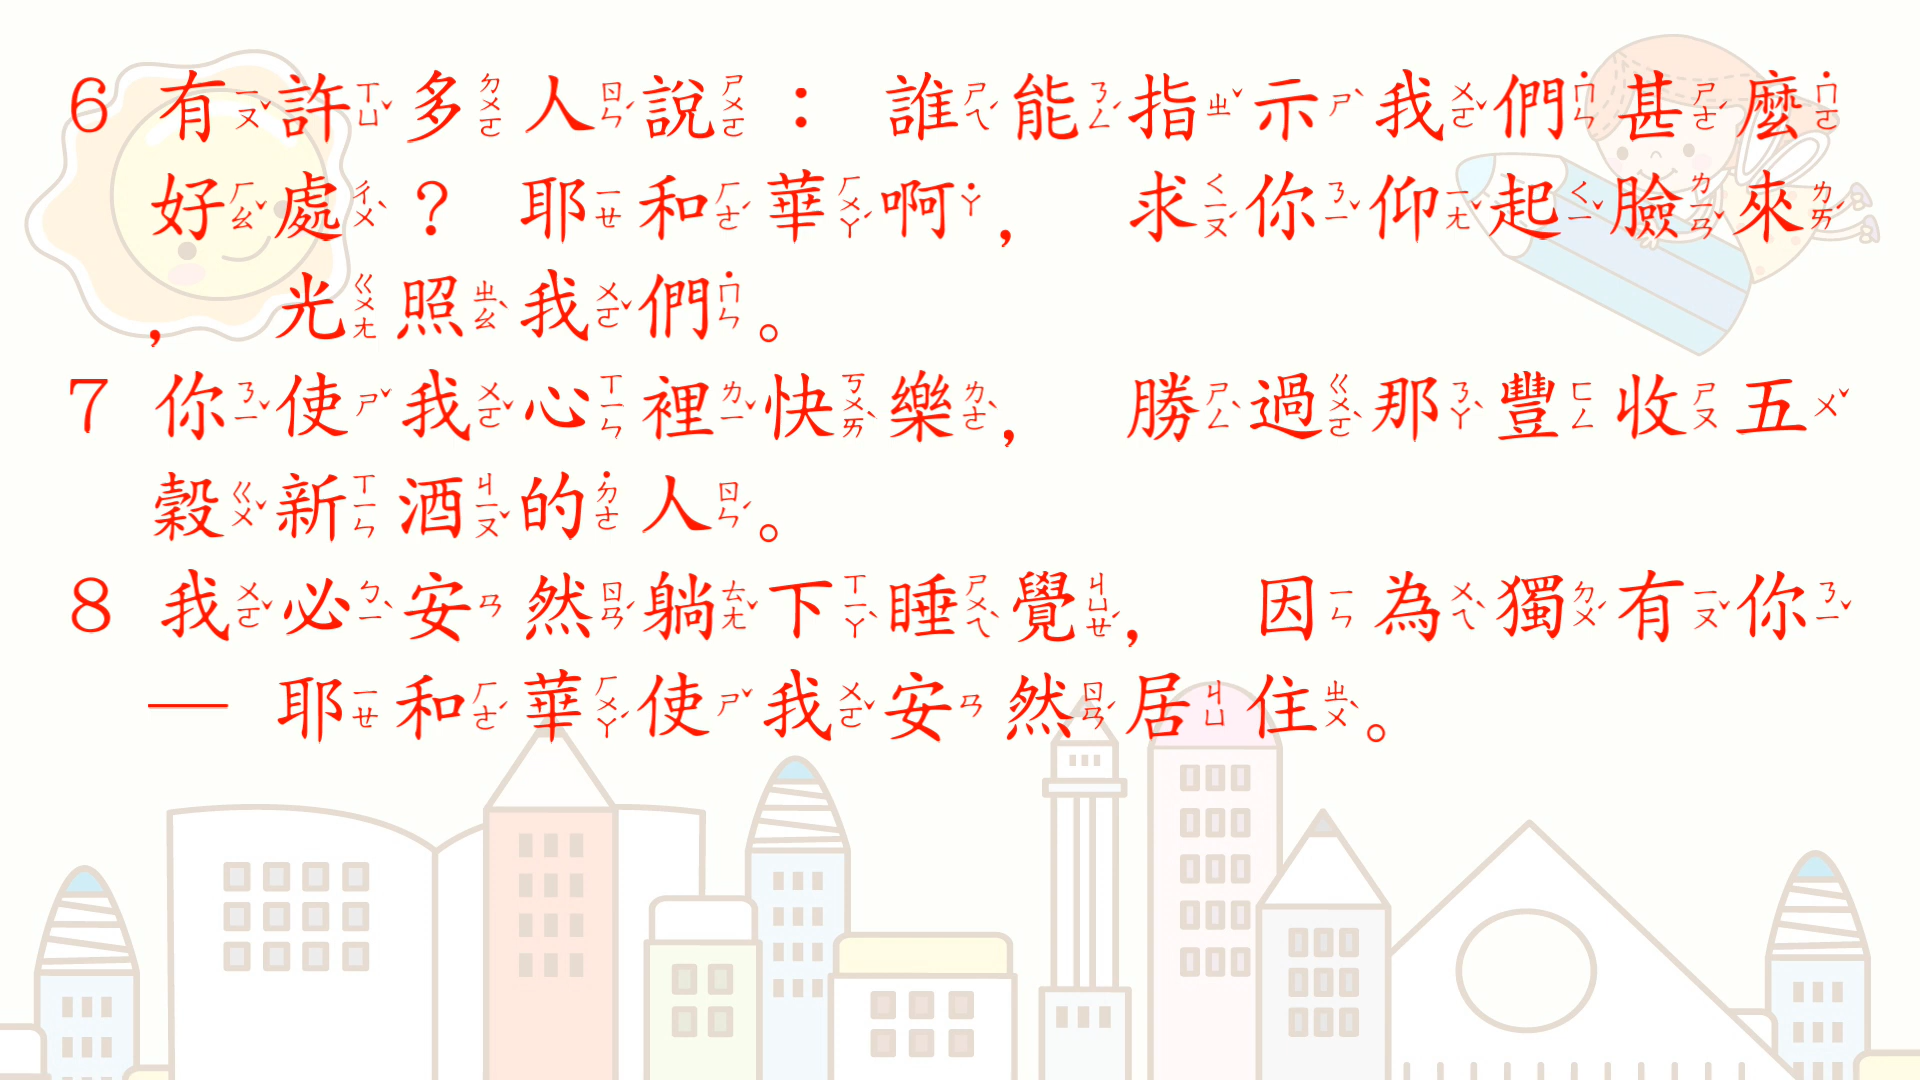 6 有許多人說：誰能指示我們甚麼
好處？耶和華啊，求你仰起臉來
，光照我們。
7 你使我心裡快樂，勝過那豐收五
穀新酒的人。
8 我必安然躺下睡覺，因為獨有你
─ 耶和華使我安然居住。